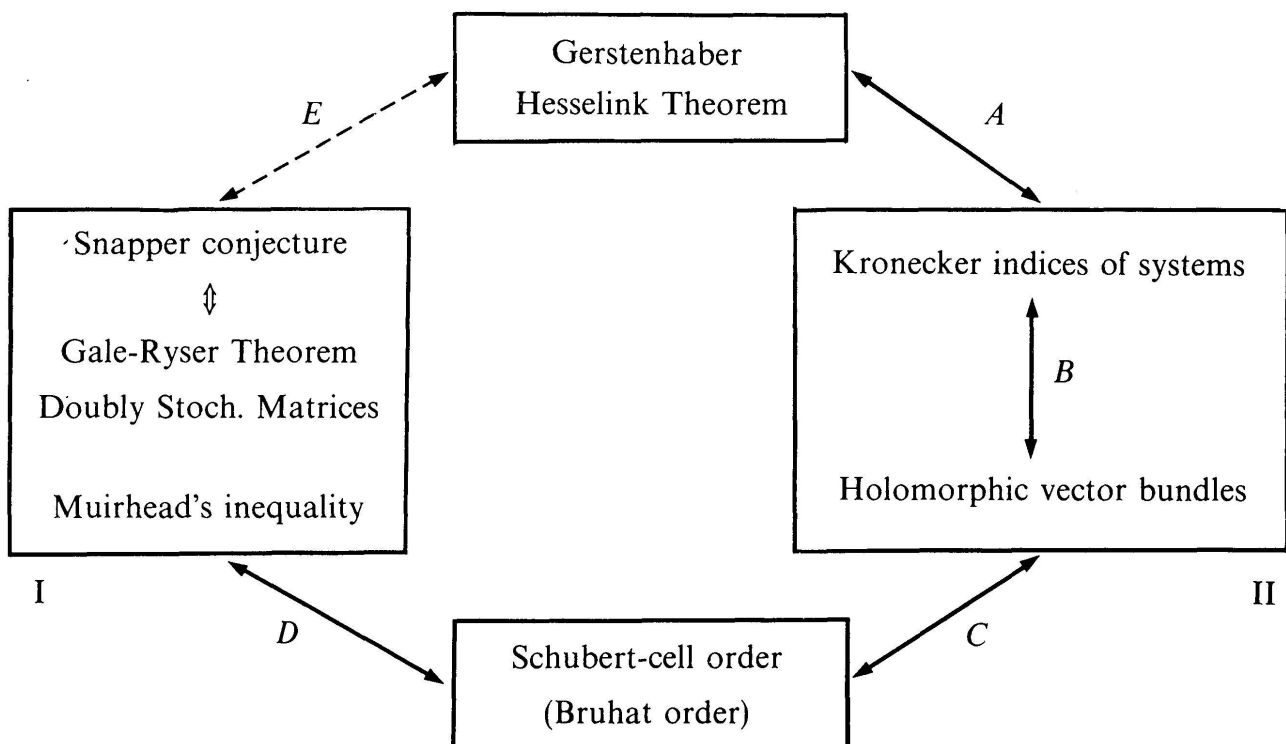 Gerstenhaber
Hesselink Theorem
E
A
Snapper conjecture
⇕
Gale-Ryser Theorem
Doubly Stoch. Matrices
Muirhead's inequality
Kronecker indices of systems
B
Holomorphic vector bundles
I
II
D
C
Schubert-cell order
(Bruhat order)